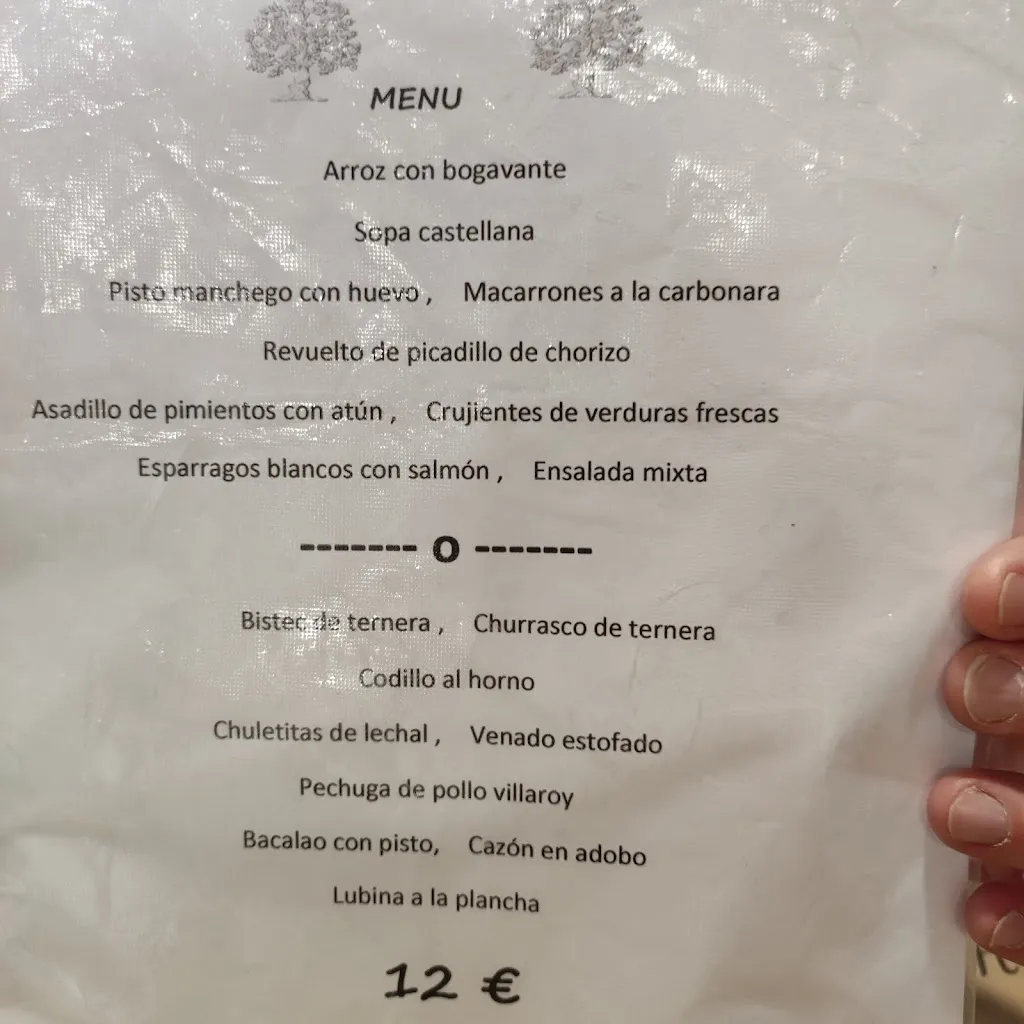 MENU
Arroz con bogavante
Sopa castellana
Pisto manchego con huevo, Macarrones a la carbonara
Revuelto de picadillo de chorizo
Asadillo de pimientos con atún, Crujientes de verduras frescas
Esparragos blancos con salmón, Ensalada mixta
------- O -------
Bistec de ternera, Churrasco de ternera
Codillo al horno
Chuletitas de lechal, Venado estofado
Pechuga de pollo villaroy
Bacalao con pisto, Cazón en adobo
Lubina a la plancha
12 €